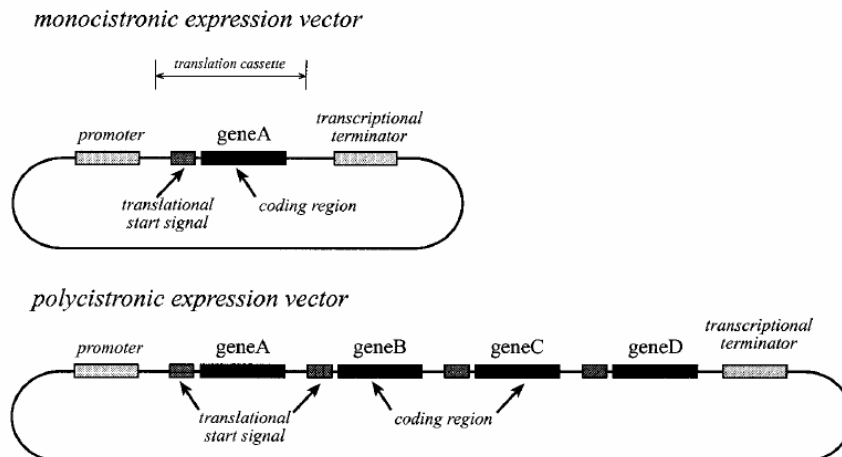 monocistronic expression vector
translation cassette
promoter
geneA
transcriptional
terminator
translational
start signal
coding region
polycistronic expression vector
promoter
geneA
geneB
geneC
geneD
transcriptional
terminator
translational
start signal
coding region